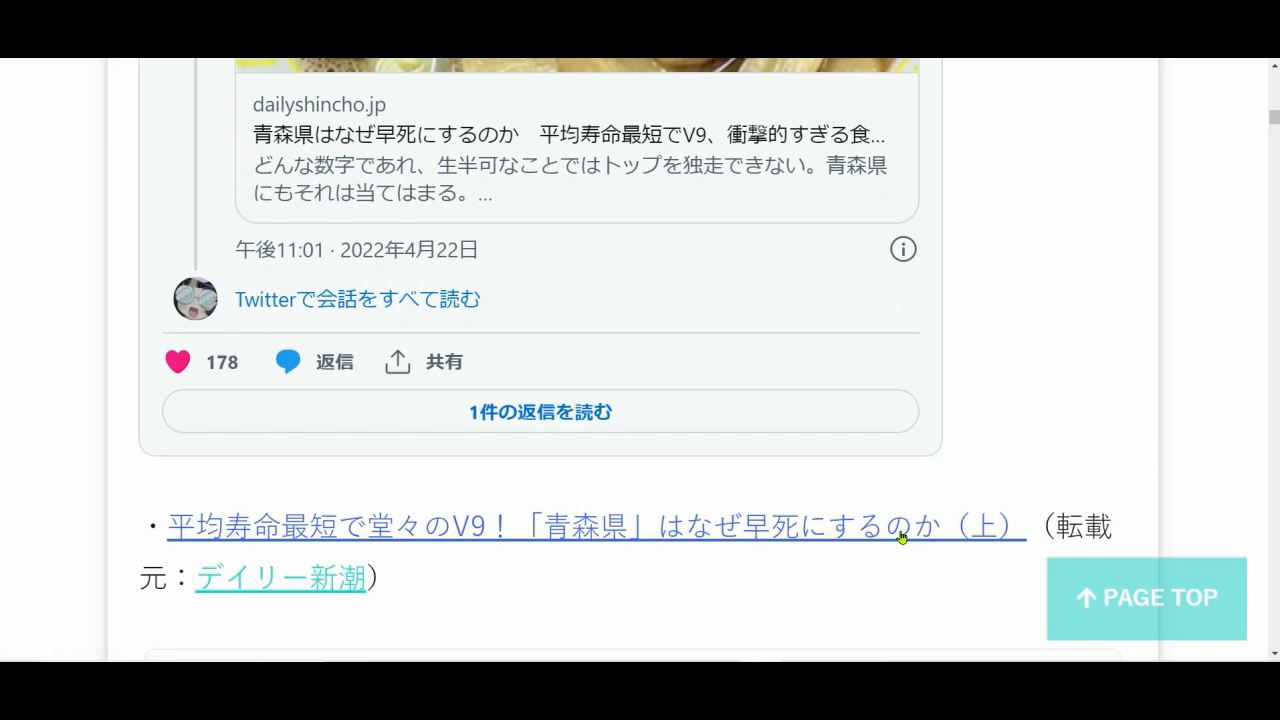 dailyshincho.jp
青森県はなぜ早死にするのか　平均寿命最短でV9、衝撃的すぎる食...
どんな数字であれ、生半可なことではトップを独走できない。青森県
にもそれは当てはまる。...
午後11:01 · 2022年4月22日
Twitterで会話をすべて読む
178 返信 共有
1件の返信を読む
・平均寿命最短で堂々のV9！「青森県」はなぜ早死にするのか（上）（転載
元：デイリー新潮）
↑ PAGE TOP